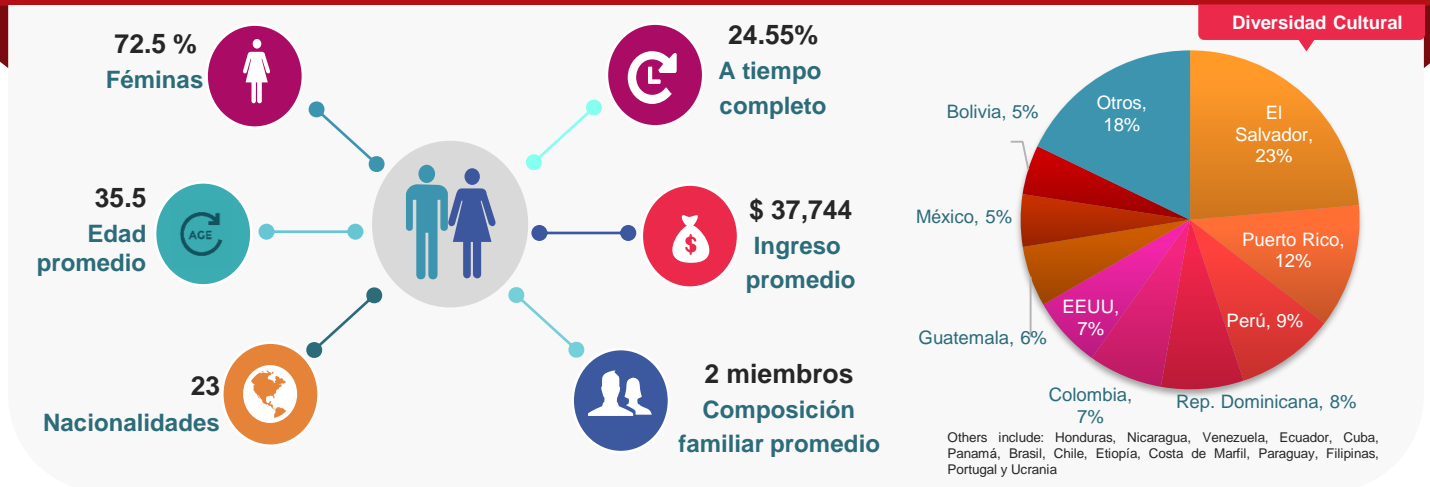 72.5 %
Féminas
35.5
Edad
promedio
AGE
23
Nacionalidades
24.55%
A tiempo
completo
$ 37,744
Ingreso
promedio
$
2 miembros
Composición
familiar promedio
Diversidad Cultural
El
Salvador,
23%
Puerto Rico,
12%
Perú, 9%
Rep. Dominicana, 8%
Colombia,
7%
EEUU,
7%
Guatemala, 6%
México, 5%
Bolivia, 5%
Otros,
18%
Others include: Honduras, Nicaragua, Venezuela, Ecuador, Cuba,
Panamá, Brasil, Chile, Etiopía, Costa de Marfil, Paraguay, Filipinas,
Portugal y Ucrania